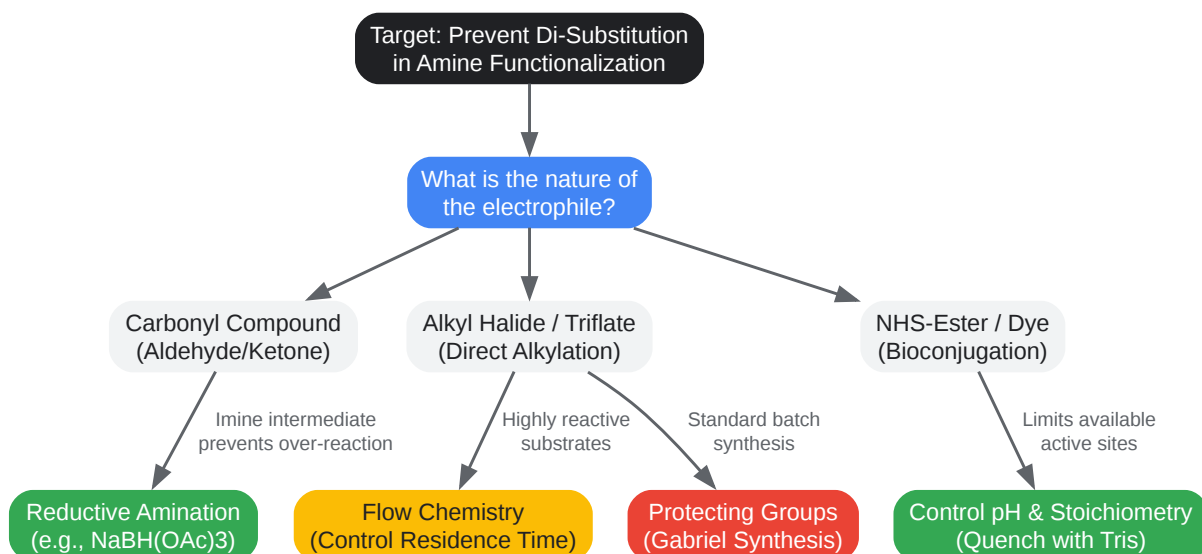 Target: Prevent Di-Substitution
in Amine Functionalization
What is the nature of
the electrophile?
Carbonyl Compound
(Aldehyde/Ketone)
Alkyl Halide / Triflate
(Direct Alkylation)
NHS-Ester / Dye
(Bioconjugation)
Imine intermediate
prevents over-reaction
Highly reactive
substrates
Standard batch
synthesis
Limits available
active sites
Reductive Amination
(e.g., NaBH(OAc)3)
Flow Chemistry
(Control Residence Time)
Protecting Groups
(Gabriel Synthesis)
Control pH & Stoichiometry
(Quench with Tris)